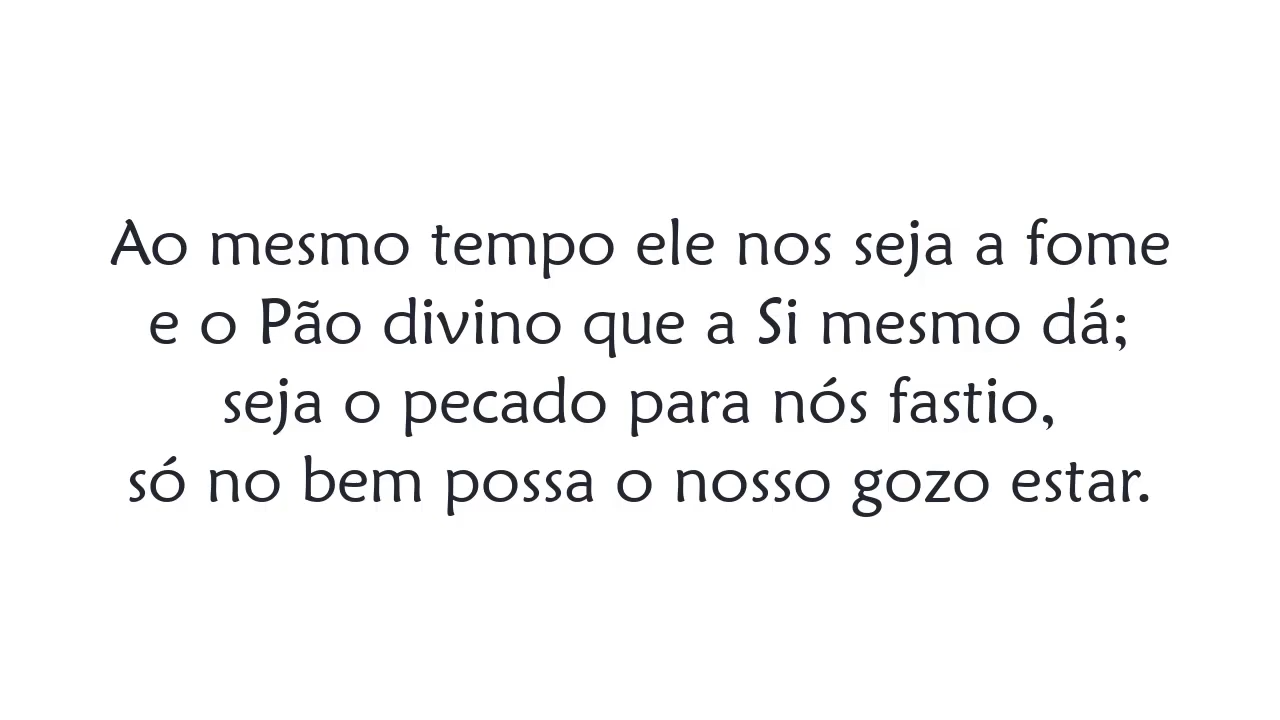 Ao mesmo tempo ele nos seja a fome
e o Pão divino que a Si mesmo dá;
seja o pecado para nós fastio,
só no bem possa o nosso gozo estar.